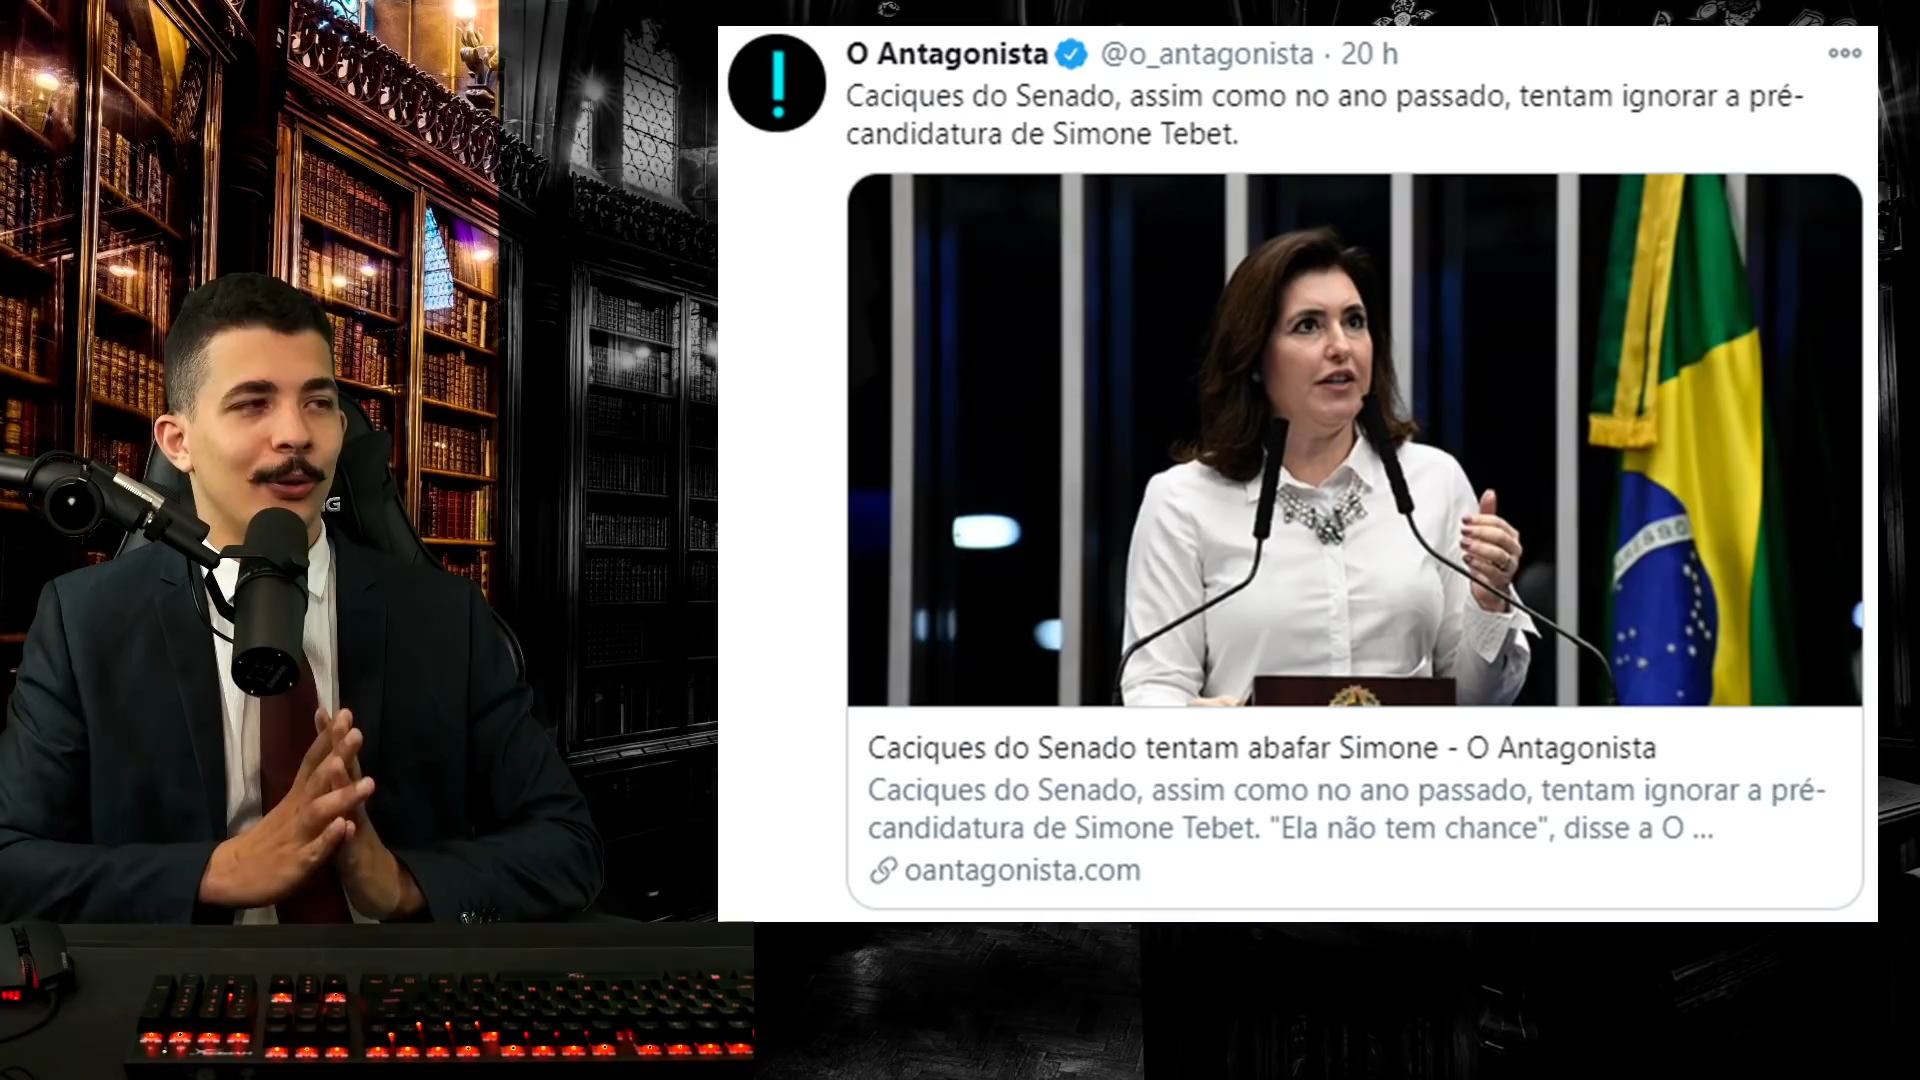 O Antagonista @o_antagonista · 20 h
Caciques do Senado, assim como no ano passado, tentam ignorar a pré-
candidatura de Simone Tebet.
Caciques do Senado tentam abafar Simone - O Antagonista
Caciques do Senado, assim como no ano passado, tentam ignorar a pré-
candidatura de Simone Tebet. "Ela não tem chance", disse a O ...
oantagonista.com